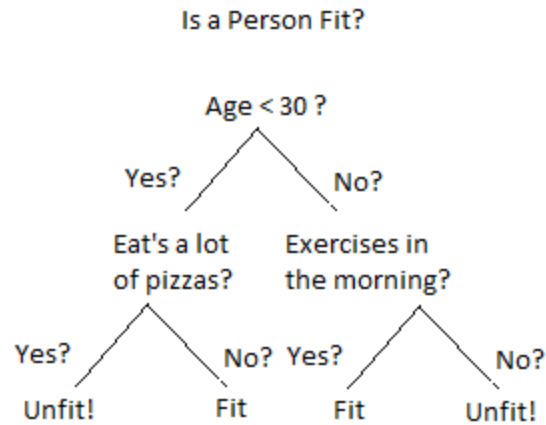 Is a Person Fit?
Age < 30 ?
Yes?
No?
Eat's a lot
of pizzas?
Exercises in
the morning?
Yes?
No?
Yes?
No?
Unfit!
Fit
Fit
Unfit!